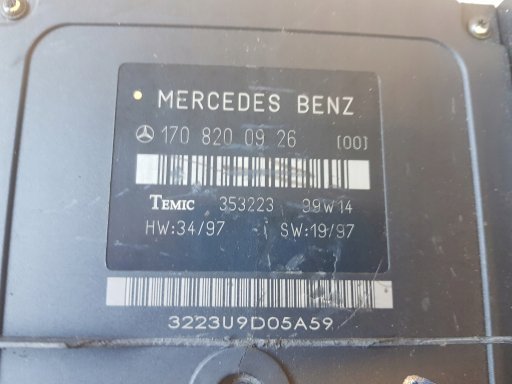 MERCEDES BENZ
170 820 09 26 [00]
TEMIC 353223 99W14
HW:34/97 SW:19/97
3223U9D05A59